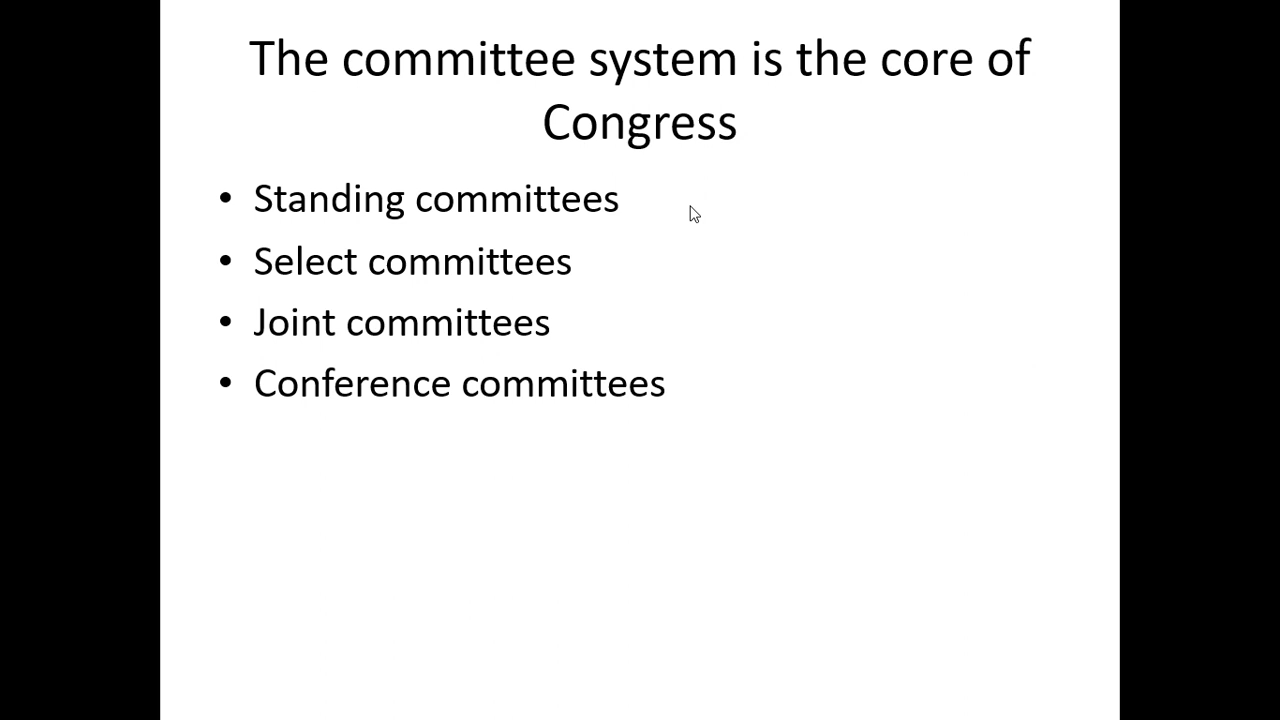 The committee system is the core of
Congress
• Standing committees
• Select committees
• Joint committees
• Conference committees